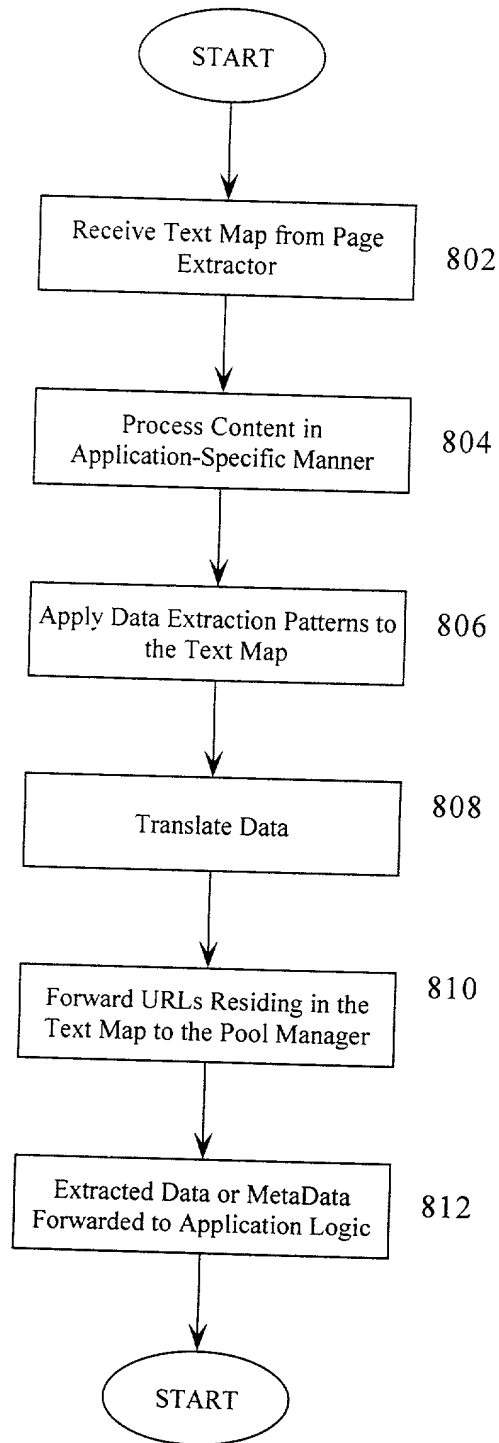 START
Receive Text Map from Page
Extractor
802
Process Content in
Application-Specific Manner
804
Apply Data Extraction Patterns to
the Text Map
806
Translate Data
808
Forward URLs Residing in the
Text Map to the Pool Manager
810
Extracted Data or MetaData
Forwarded to Application Logic
812
START